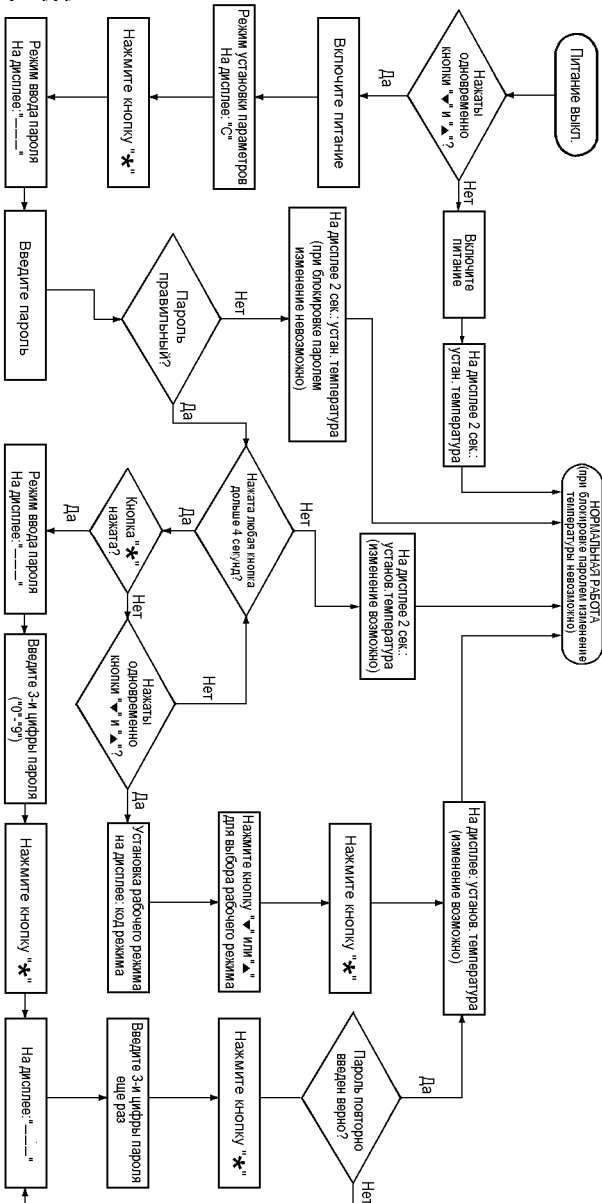 Питание выкл.
Нажаты
одновременно
кнопки "▼" и "▲"?
Да
Нет
Включите питание
Режим установки параметров
На дисплее: "C"
Нажмите кнопку "*"
Режим ввода пароля
На дисплее:"_ _ _"
Включите
питание
На дисплее 2 сек.:
устан. температура
НОРМАЛЬНАЯ РАБОТА
(при блокировке паролем изменение
температуры невозможно)
Введите пароль
Пароль
правильный?
Нет
Да
На дисплее 2 сек.: устан. температура
(при блокировке паролем
изменение невозможно)
Нажата любая кнопка
дольше 4 секунд?
Нет
Да
На дисплее 2 сек.:
установ.температура
(изменение возможно)
Кнопка "*"
нажата?
Да
Нет
Режим ввода пароля
На дисплее:"_ _ _"
Нажаты
одновременно
кнопки "▼" и "▲"?
Нет
Да
Введите 3-и цифры пароля
("0"-"9")
Установка рабочего режима
на дисплее: код режима
Нажмите кнопку "▼" или "▲"
для выбора рабочего режима
Нажмите кнопку "*"
На дисплее: установ. температура
(изменение возможно)
Нажмите кнопку "*"
На дисплее:"_ _ _"
Введите 3-и цифры пароля
еще раз
Нажмите кнопку "*"
Пароль повторно
введен верно?
Да
Нет